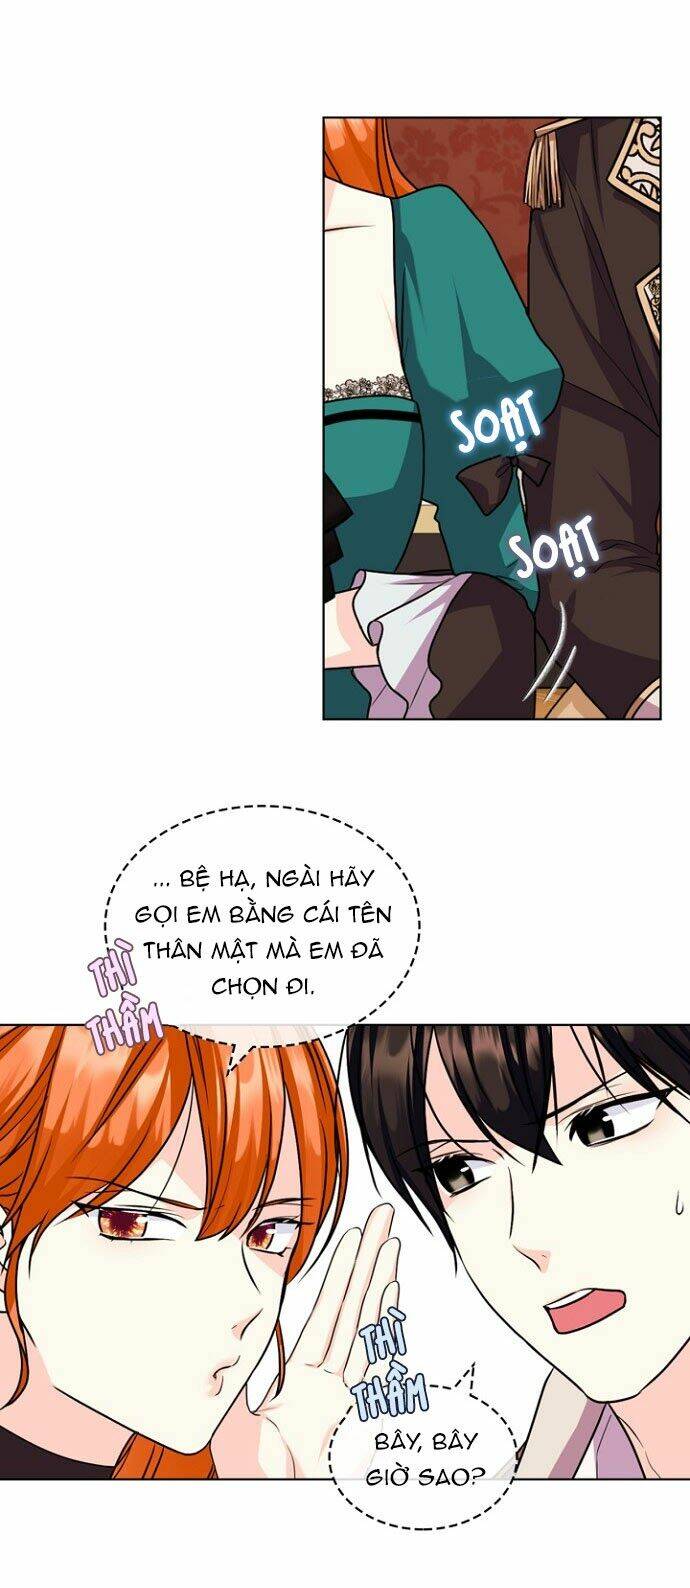 SOẠT
SOẠT
... BỆ HẠ, NGÀI HÃY
GỌI EM BẰNG CÁI TÊN
THÂN MẬT MÀ EM ĐÃ
CHỌN ĐI.
THÌ
THẦM
THÌ
THẦM
BÂY, BÂY
GIỜ SAO?